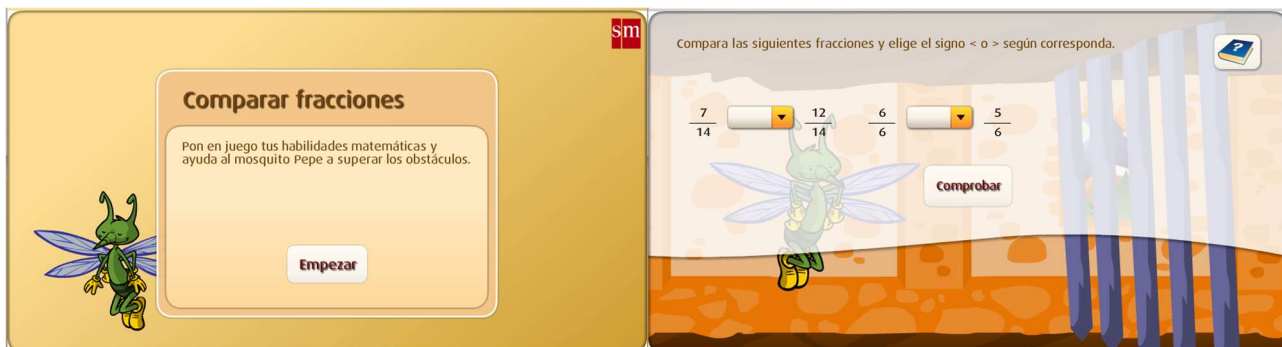 sm
Comparar fracciones
Pon en juego tus habilidades matemáticas y
ayuda al mosquito Pepe a superar los obstáculos.
Empezar
Compara las siguientes fracciones y elige el signo < o > según corresponda.
?
7/14 12/14 6/6 5/6
Comprobar